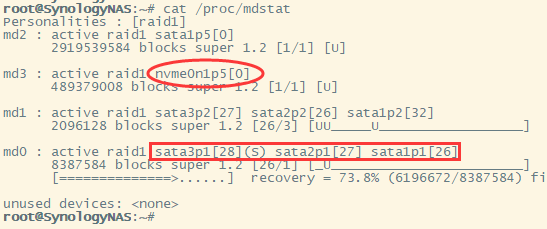 root@SynologyNAS:~# cat /proc/mdstat
Personalities : [raid1]
md2 : active raid1 sata1p5[0]
2919539584 blocks super 1.2 [1/1] [U]
md3 : active raid1 nvme0n1p5[0]
489379008 blocks super 1.2 [1/1] [U]
md1 : active raid1 sata3p2[27] sata2p2[26] sata1p2[32]
2096128 blocks super 1.2 [26/3] [UU_____U__________________]
md0 : active raid1 sata3p1[28](S) sata2p1[27] sata1p1[26]
8387584 blocks super 1.2 [26/1] [_U________________________]
[==============>......]  recovery = 73.8% (6196672/8387584) fi
unused devices: <none>
root@SynologyNAS:~#